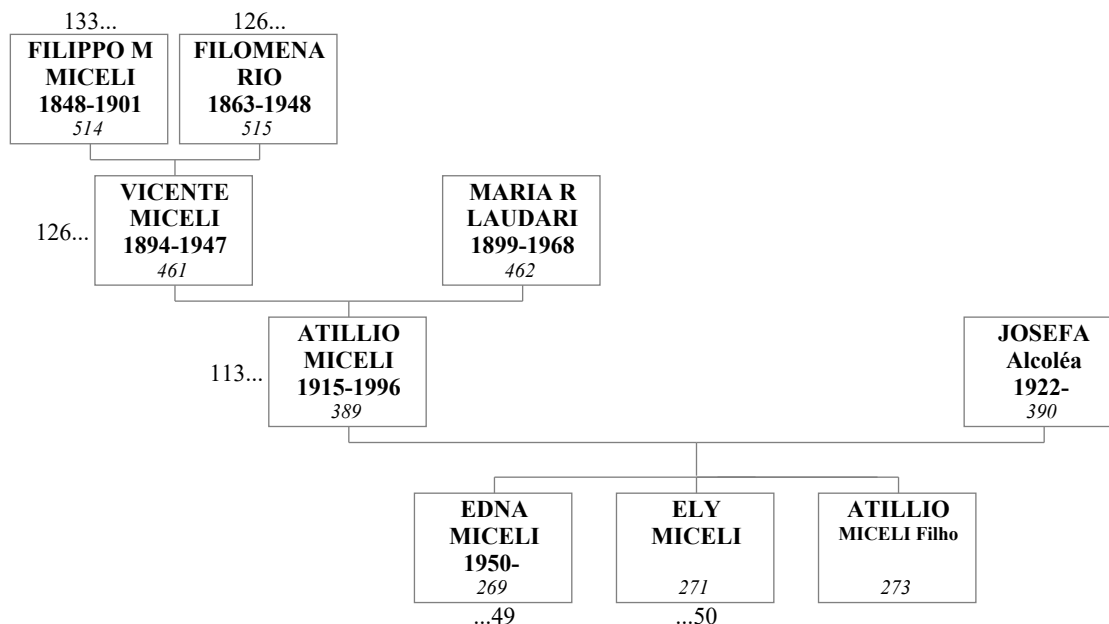 133...
126...
FILIPPO M
MICELI
1848-1901
514
FILOMENA
RIO
1863-1948
515
126...
VICENTE
MICELI
1894-1947
461
MARIA R
LAUDARI
1899-1968
462
113...
ATILLIO
MICELI
1915-1996
389
JOSEFA
Alcoléa
1922-
390
EDNA
MICELI
1950-
269
...49
ELY
MICELI
271
...50
ATILLIO
MICELI Filho
273